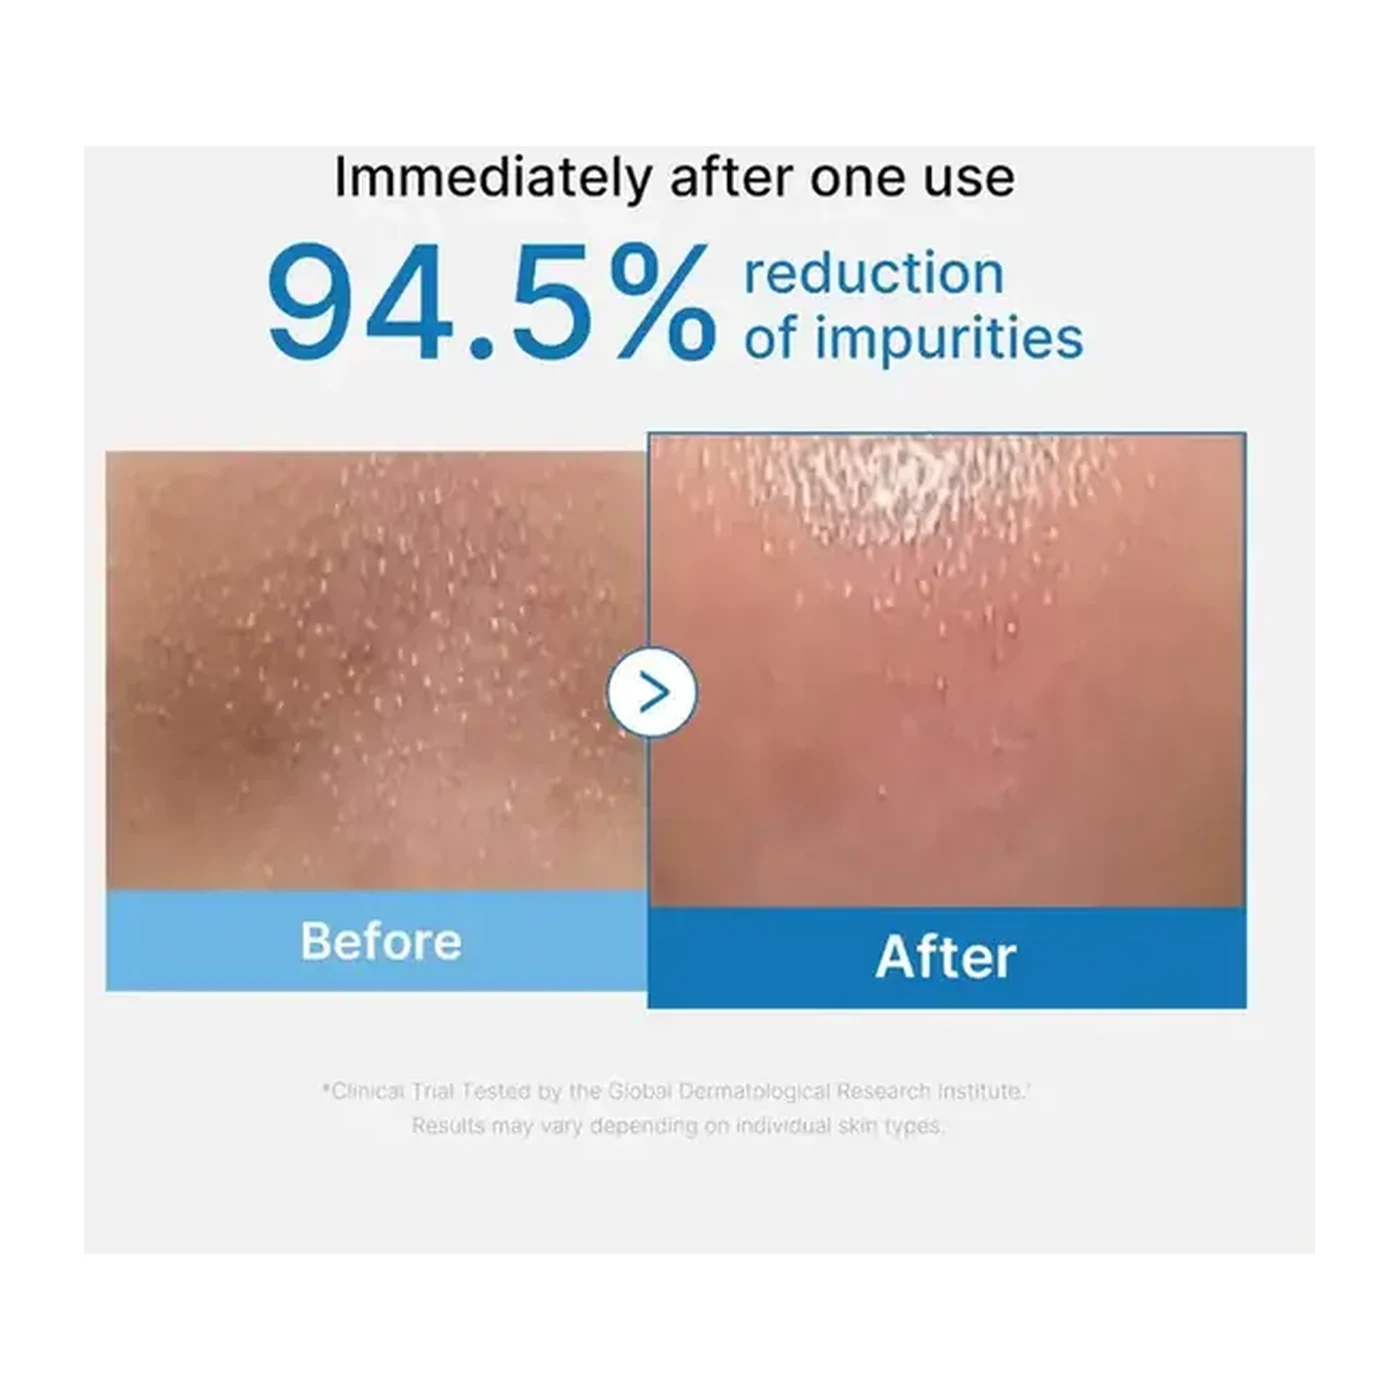 Immediately after one use
94.5% reduction
of impurities
Before
After
*Clinical Trial Tested by the Global Dermatological Research Institute.'
Results may vary depending on individual skin types.